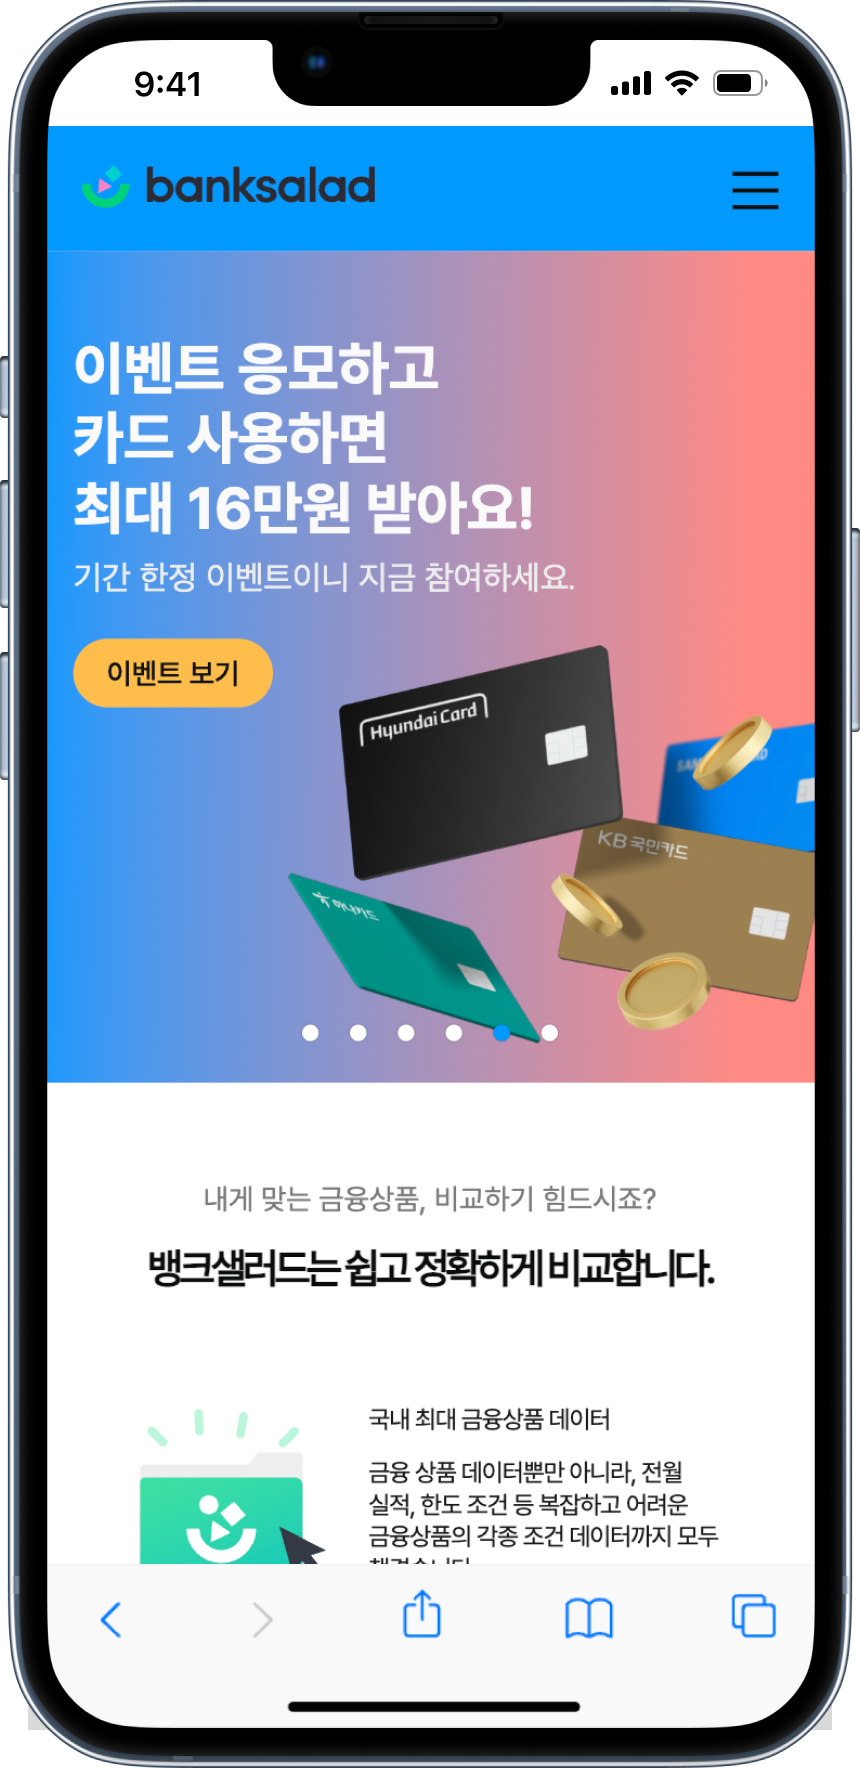 9:41
banksalad
이벤트 응모하고
카드 사용하면
최대 16만원 받아요!
기간 한정 이벤트이니 지금 참여하세요.
이벤트 보기
Hyundai Card
KB국민카드
하나카드
내게 맞는 금융상품, 비교하기 힘드시죠?
뱅크샐러드는 쉽고 정확하게 비교합니다.
국내 최대 금융상품 데이터
금융 상품 데이터뿐만 아니라, 전월
실적, 한도 조건 등 복잡하고 어려운
금융상품의 각종 조건 데이터까지 모두